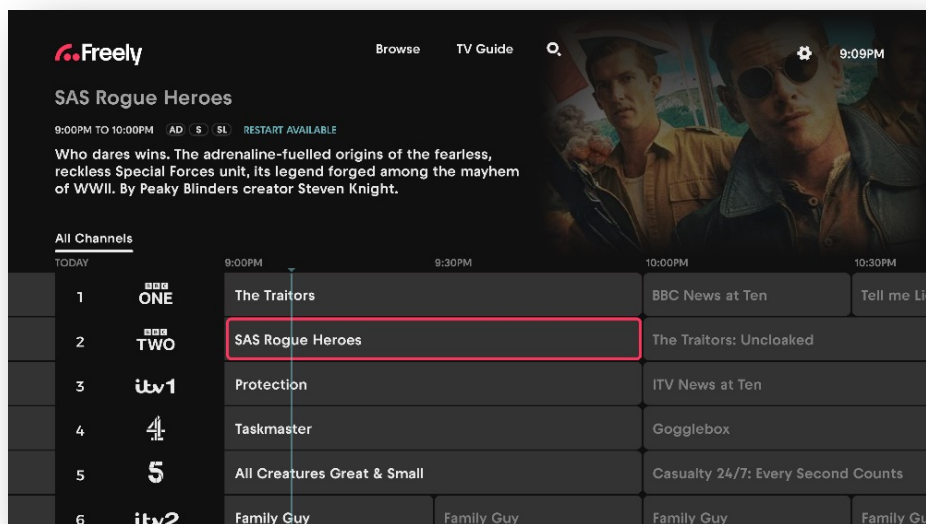 Freely
Browse
TV Guide
9:09PM
SAS Rogue Heroes
9:00PM TO 10:00PM AD S SL RESTART AVAILABLE
Who dares wins. The adrenaline-fuelled origins of the fearless,
reckless Special Forces unit, its legend forged among the mayhem
of WWII. By Peaky Blinders creator Steven Knight.
All Channels
TODAY 9:00PM 9:30PM 10:00PM 10:30PM
1 BBC ONE The Traitors BBC News at Ten Tell me Li
2 BBC TWO SAS Rogue Heroes The Traitors: Uncloaked
3 itv1 Protection ITV News at Ten
4 4 Taskmaster Gogglebox
5 5 All Creatures Great & Small Casualty 24/7: Every Second Counts
6 itv2 Family Guy Family Guy Family Guy Family Gu